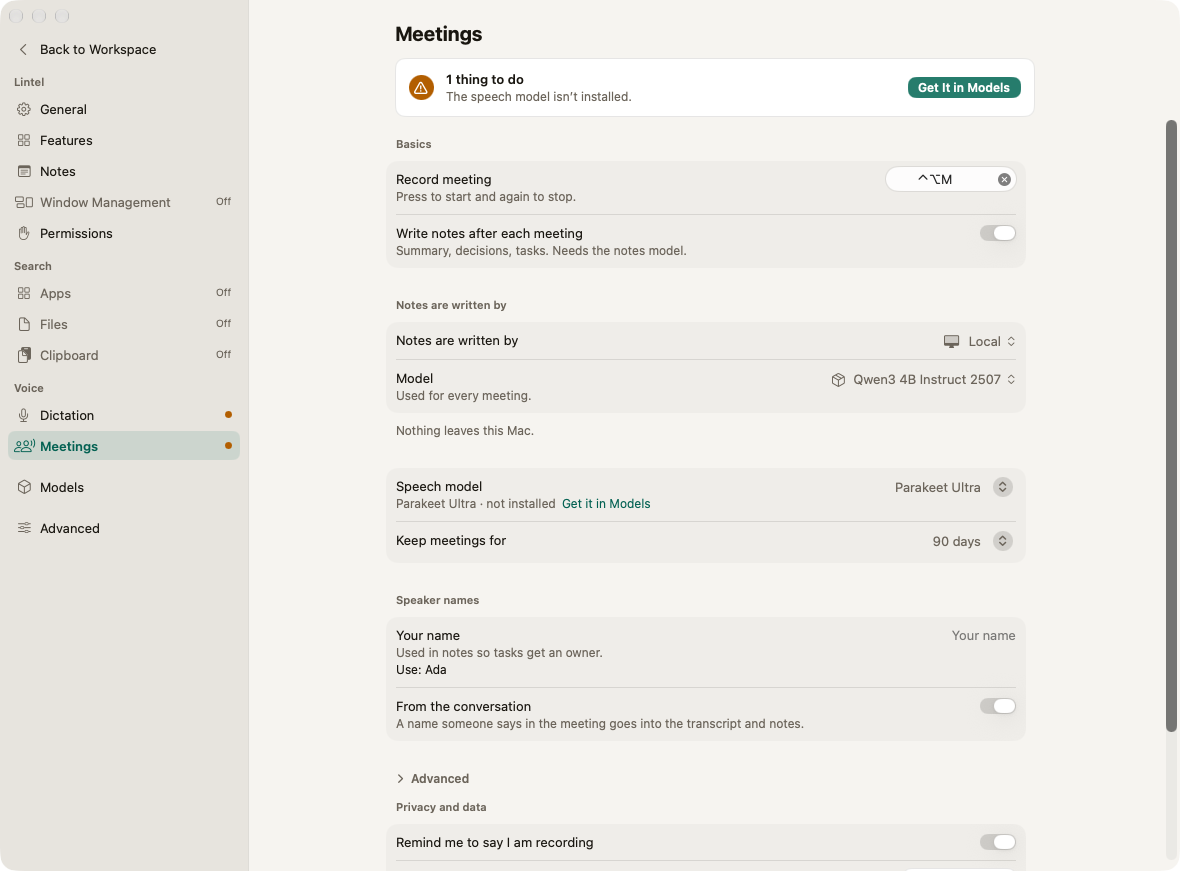 Back to Workspace
Lintel
General
Features
Notes
Window Management Off
Permissions
Search
Apps Off
Files Off
Clipboard Off
Voice
Dictation
Meetings
Models
Advanced
Meetings
1 thing to do
The speech model isn’t installed.
Get It in Models
Basics
Record meeting
Press to start and again to stop.
^⌥M
Write notes after each meeting
Summary, decisions, tasks. Needs the notes model.
Notes are written by
Notes are written by Local
Model
Used for every meeting.
Qwen3 4B Instruct 2507
Nothing leaves this Mac.
Speech model
Parakeet Ultra · not installed Get it in Models
Parakeet Ultra
Keep meetings for 90 days
Speaker names
Your name
Used in notes so tasks get an owner.
Use: Ada
Your name
From the conversation
A name someone says in the meeting goes into the transcript and notes.
Advanced
Privacy and data
Remind me to say I am recording